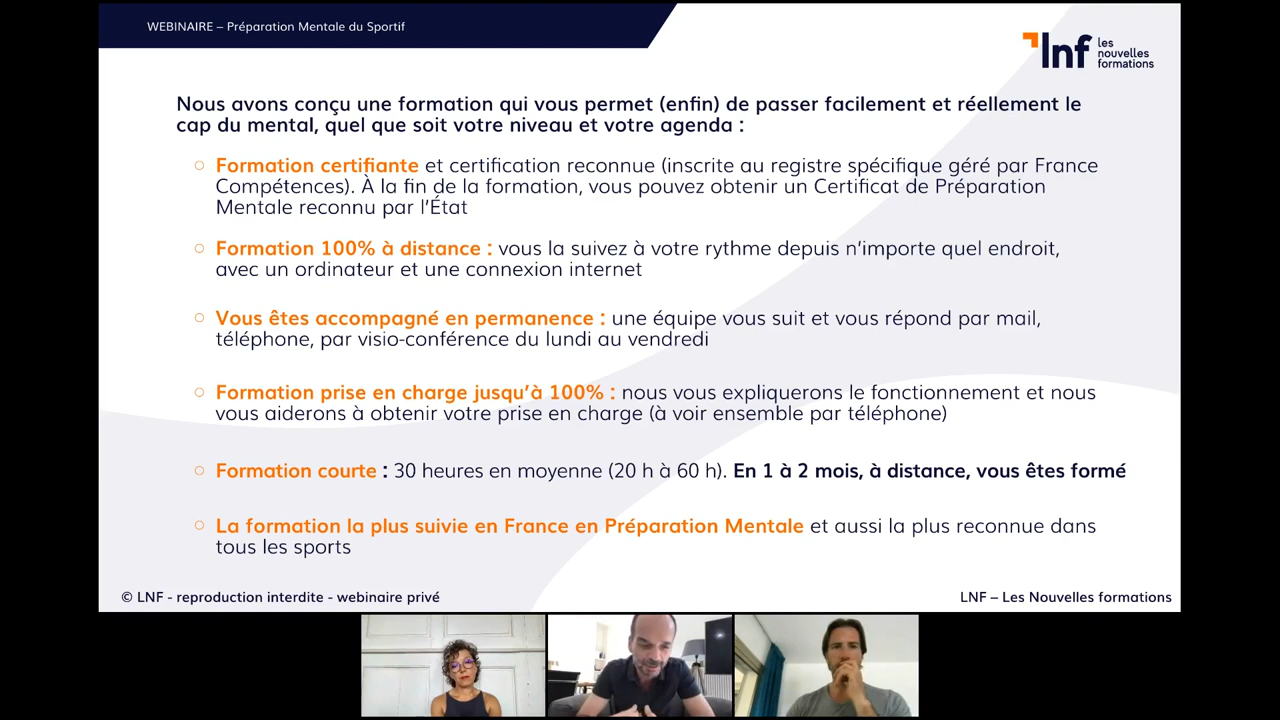 WEBINAIRE – Préparation Mentale du Sportif
lnf les
nouvelles
formations
Nous avons conçu une formation qui vous permet (enfin) de passer facilement et réellement le
cap du mental, quel que soit votre niveau et votre agenda :
Formation certifiante et certification reconnue (inscrite au registre spécifique géré par France
Compétences). À la fin de la formation, vous pouvez obtenir un Certificat de Préparation
Mentale reconnu par l'État
Formation 100% à distance : vous la suivez à votre rythme depuis n'importe quel endroit,
avec un ordinateur et une connexion internet
Vous êtes accompagné en permanence : une équipe vous suit et vous répond par mail,
téléphone, par visio-conférence du lundi au vendredi
Formation prise en charge jusqu'à 100% : nous vous expliquerons le fonctionnement et nous
vous aiderons à obtenir votre prise en charge (à voir ensemble par téléphone)
Formation courte : 30 heures en moyenne (20 h à 60 h). En 1 à 2 mois, à distance, vous êtes formé
La formation la plus suivie en France en Préparation Mentale et aussi la plus reconnue dans
tous les sports
© LNF - reproduction interdite - webinaire privé
LNF – Les Nouvelles formations